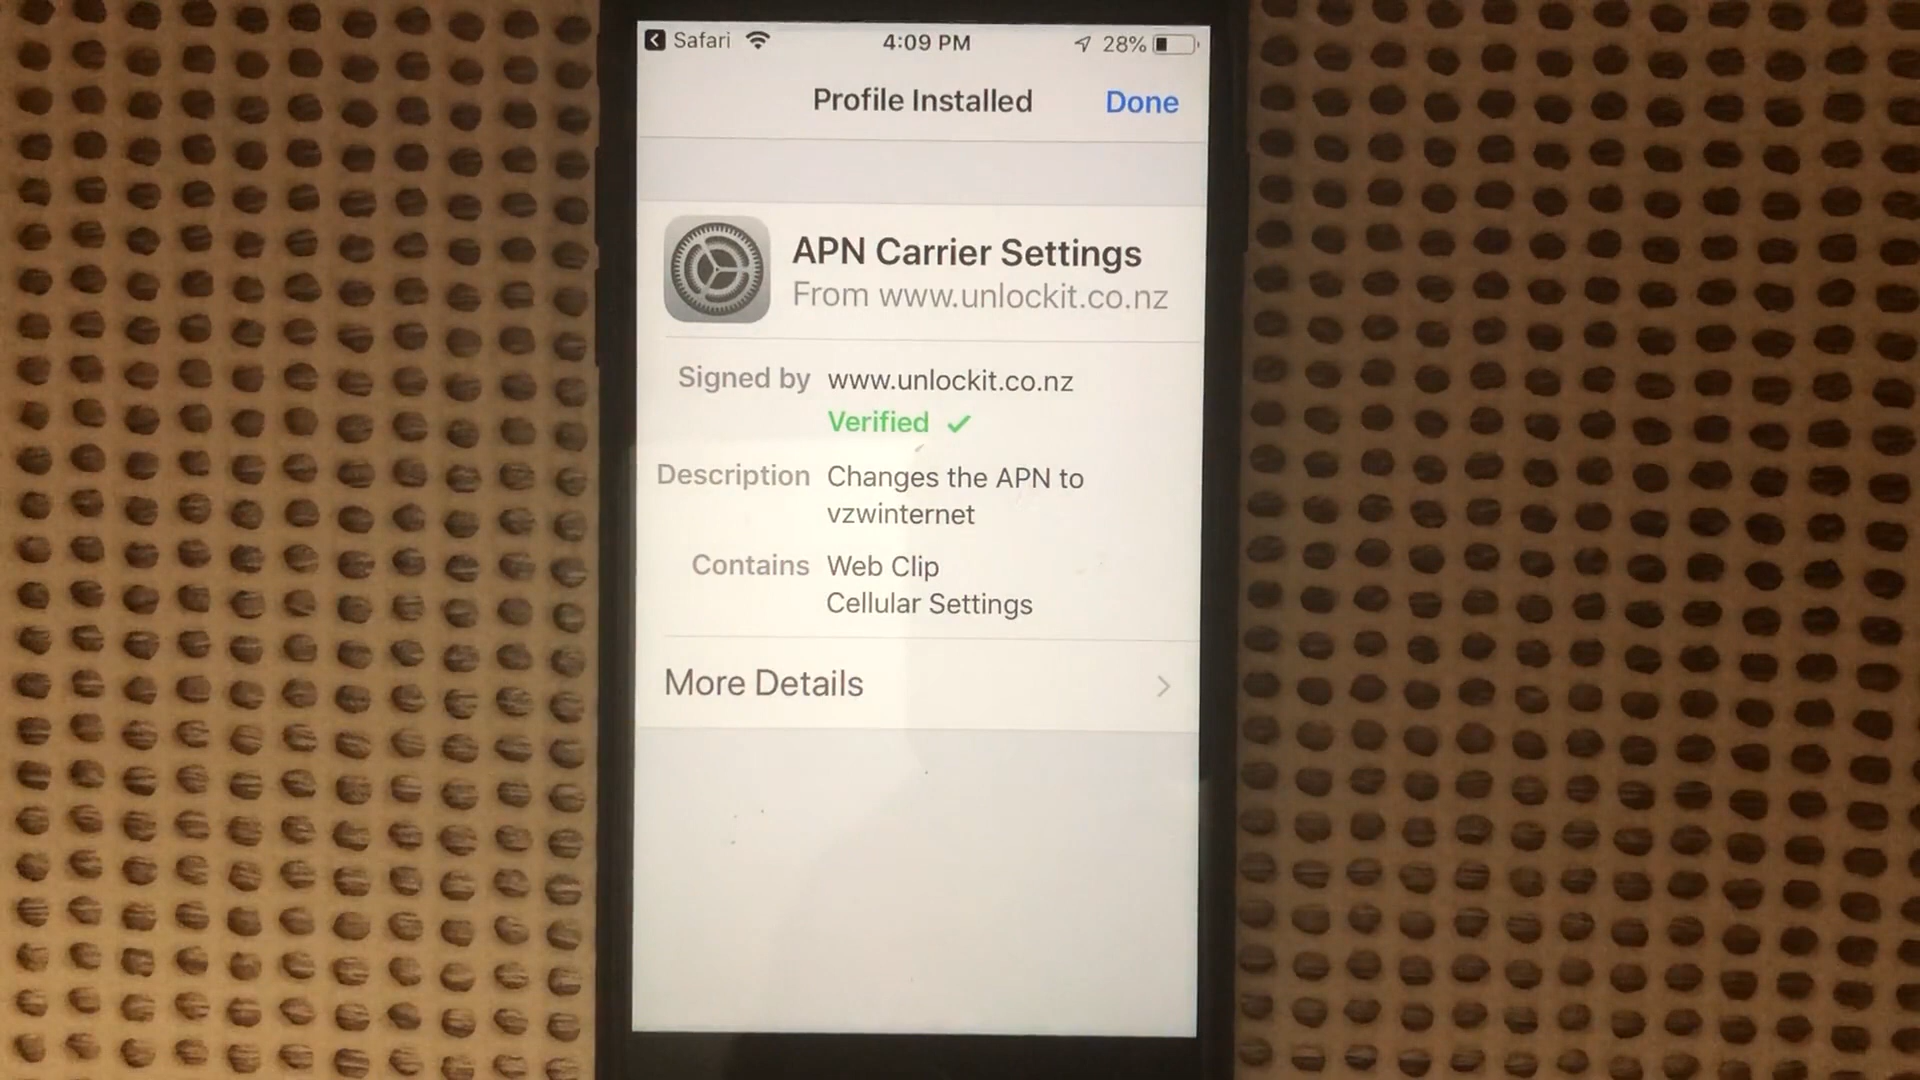 Safari 4:09 PM 28%
Profile Installed Done
APN Carrier Settings
From www.unlockit.co.nz
Signed by www.unlockit.co.nz
Verified ✓
Description Changes the APN to
vzwinternet
Contains Web Clip
Cellular Settings
More Details